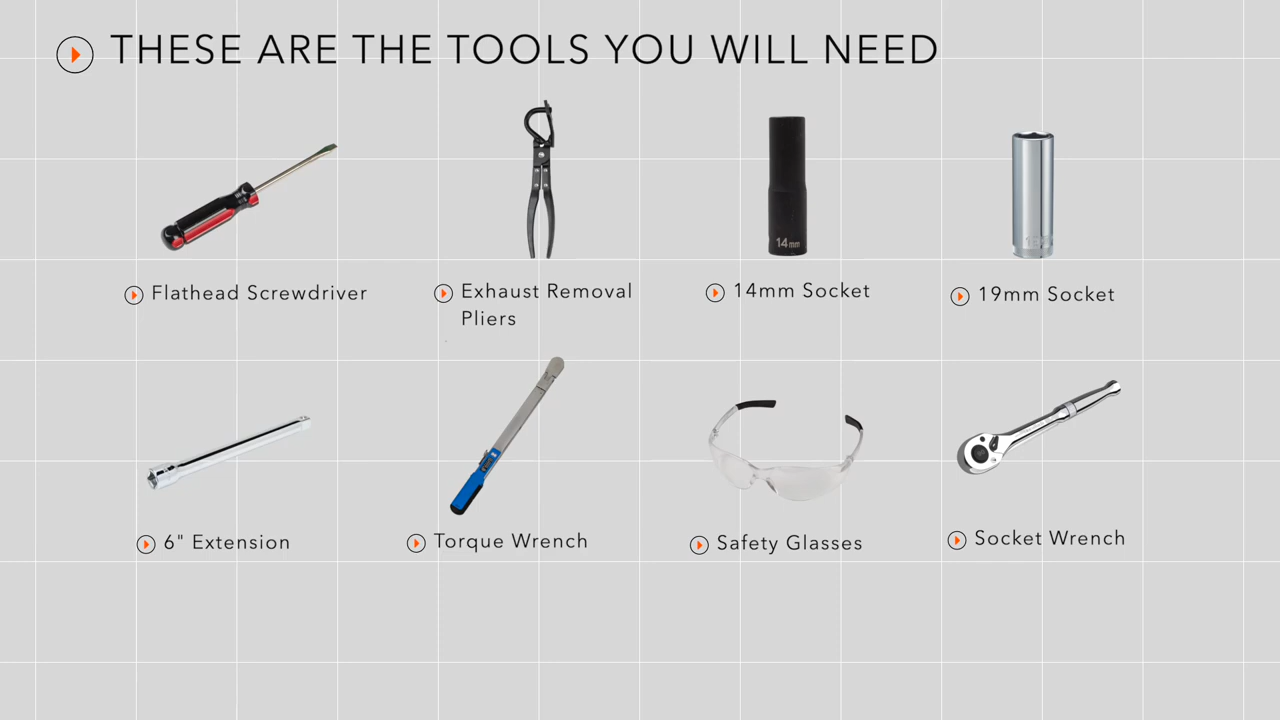 THESE ARE THE TOOLS YOU WILL NEED
14mm
Flathead Screwdriver
Exhaust Removal
Pliers
14mm Socket
19mm Socket
6" Extension
Torque Wrench
Safety Glasses
Socket Wrench